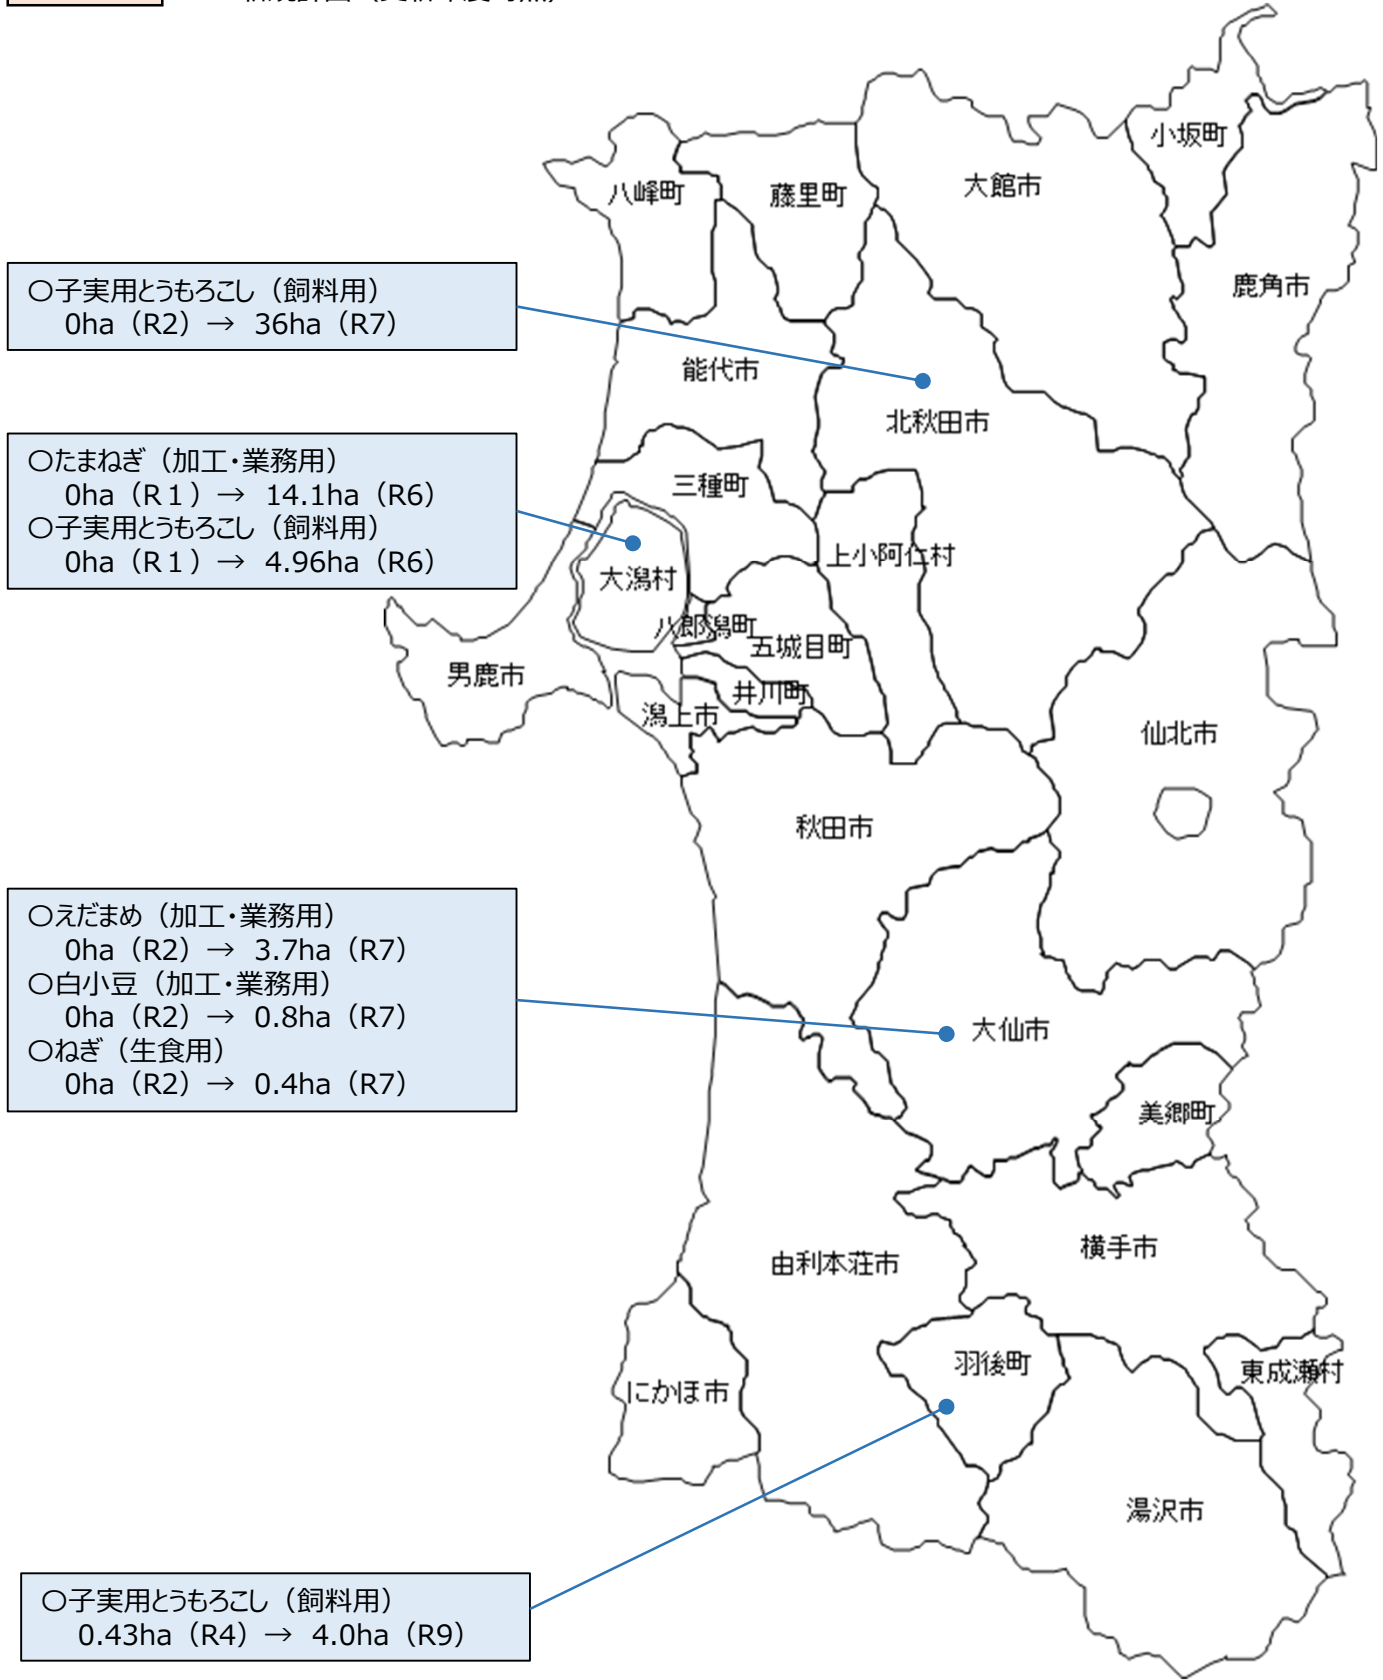 小坂町
大館市
八峰町
藤里町
鹿角市
〇子実用とうもろこし（飼料用）
0ha（R2）→ 36ha（R7）
能代市
北秋田市
〇たまねぎ（加工・業務用）
0ha（R１）→ 14.1ha（R6）
〇子実用とうもろこし（飼料用）
0ha（R１）→ 4.96ha（R6）
三種町
上小阿仁村
大潟村
八郎潟町
五城目町
男鹿市
井川町
潟上市
仙北市
秋田市
〇えだまめ（加工・業務用）
0ha（R2）→ 3.7ha（R7）
〇白小豆（加工・業務用）
0ha（R2）→ 0.8ha（R7）
〇ねぎ（生食用）
0ha（R2）→ 0.4ha（R7）
大仙市
美郷町
横手市
由利本荘市
羽後町
東成瀬村
にかほ市
湯沢市
〇子実用とうもろこし（飼料用）
0.43ha（R4）→ 4.0ha（R9）